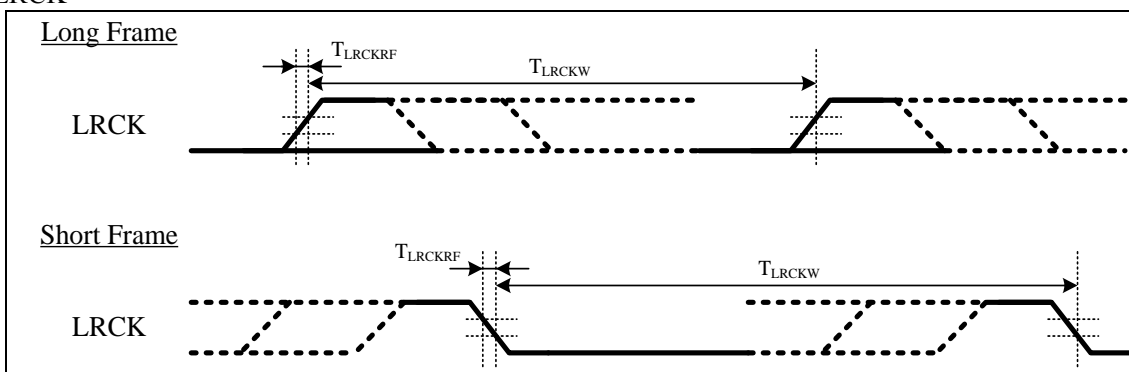 LRCK
Long Frame
TLRCKRF
TLRCKW
LRCK
Short Frame
TLRCKRF
TLRCKW
LRCK